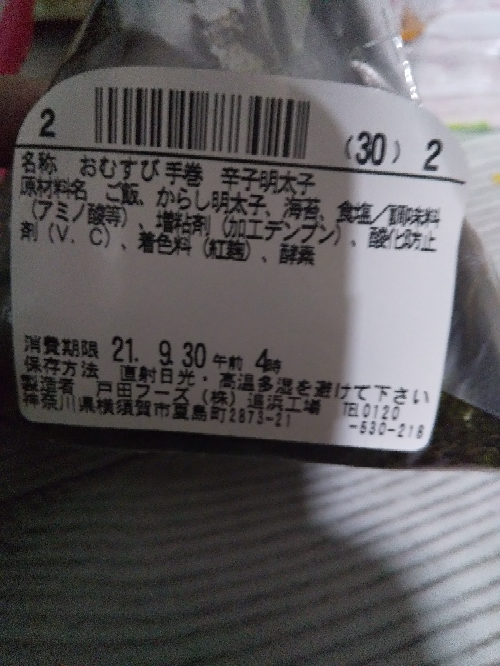 2 (30) 2
名称 おむすび 手巻 辛子明太子
原材料名 ご飯、からし明太子、海苔、食塩／調味料
（アミノ酸等）、増粘剤（加工デンプン）、酸化防止
剤（V．C）、着色料（紅麹）、酵素
消費期限 21. 9.30 午前 4時
保存方法 直射日光・高温多湿を避けて下さい
製造者 戸田フーズ（株）追浜工場 TEL0120
神奈川県横須賀市夏島町2873-21 -530-218